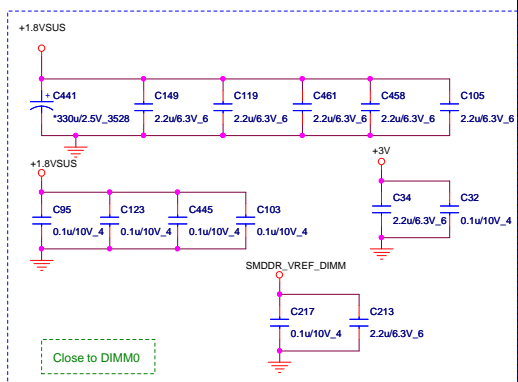 +1.8VSUS
+ C441 C149 C119 C461 C458 C105
*330u/2.5V_3528 2.2u/6.3V_6 2.2u/6.3V_6 2.2u/6.3V_6 2.2u/6.3V_6 2.2u/6.3V_6
+1.8VSUS
C95 C123 C445 C103
0.1u/10V_4 0.1u/10V_4 0.1u/10V_4 0.1u/10V_4
+3V
C34 C32
2.2u/6.3V_6 0.1u/10V_4
SMDDR_VREF_DIMM
C217 C213
0.1u/10V_4 2.2u/6.3V_6
Close to DIMM0